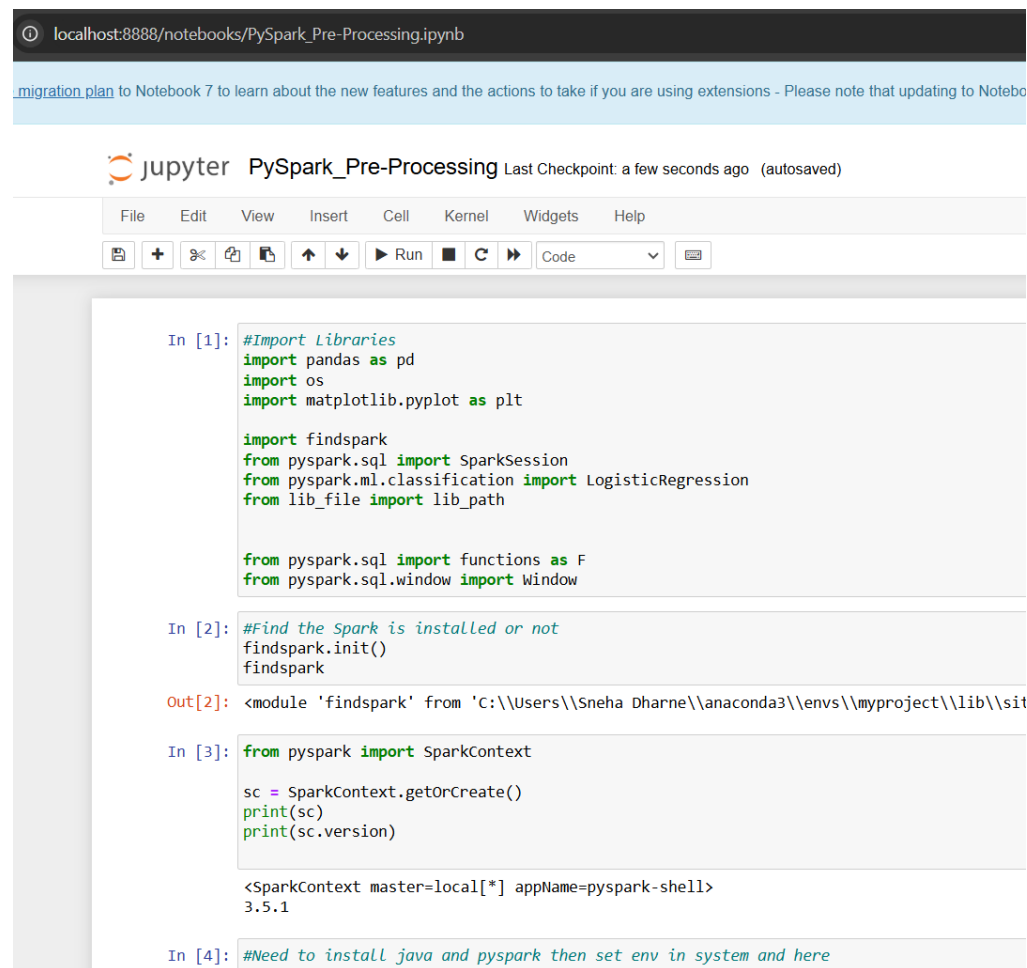 localhost:8888/notebooks/PySpark_Pre-Processing.ipynb
migration plan to Notebook 7 to learn about the new features and the actions to take if you are using extensions - Please note that updating to Notebo
jupyter PySpark_Pre-Processing Last Checkpoint: a few seconds ago (autosaved)
File Edit View Insert Cell Kernel Widgets Help
Run Code
In [1]: #Import Libraries
import pandas as pd
import os
import matplotlib.pyplot as plt
import findspark
from pyspark.sql import SparkSession
from pyspark.ml.classification import LogisticRegression
from lib_file import lib_path
from pyspark.sql import functions as F
from pyspark.sql.window import Window
In [2]: #Find the Spark is installed or not
findspark.init()
findspark
Out[2]: <module 'findspark' from 'C:\\Users\\Sneha Dharne\\anaconda3\\envs\\myproject\\lib\\sit
In [3]: from pyspark import SparkContext
sc = SparkContext.getOrCreate()
print(sc)
print(sc.version)
<SparkContext master=local[*] appName=pyspark-shell>
3.5.1
In [4]: #Need to install java and pyspark then set env in system and here